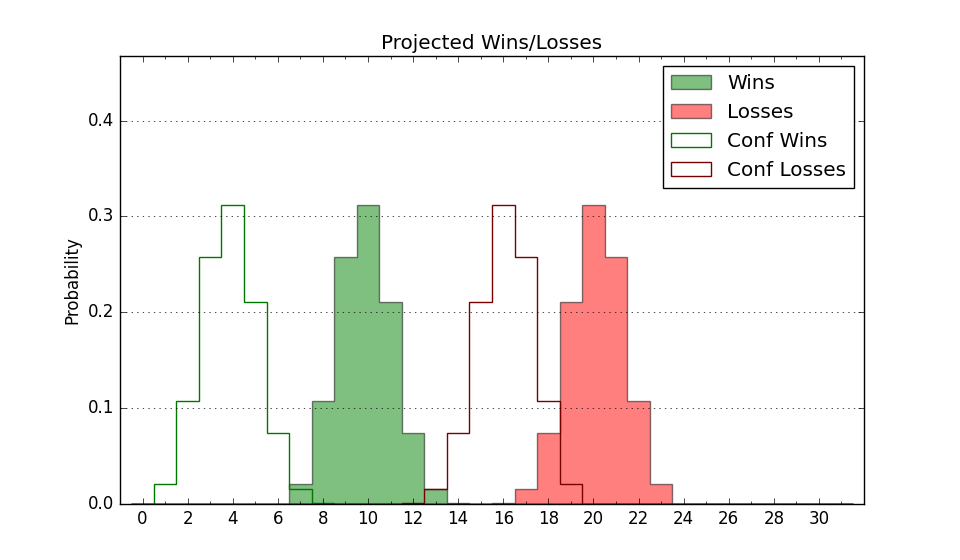 Projected Wins/Losses
Wins
Losses
Conf Wins
Conf Losses
Probability
0.4
0.3
0.2
0.1
0.0
0 2 4 6 8 10 12 14 16 18 20 22 24 26 28 30